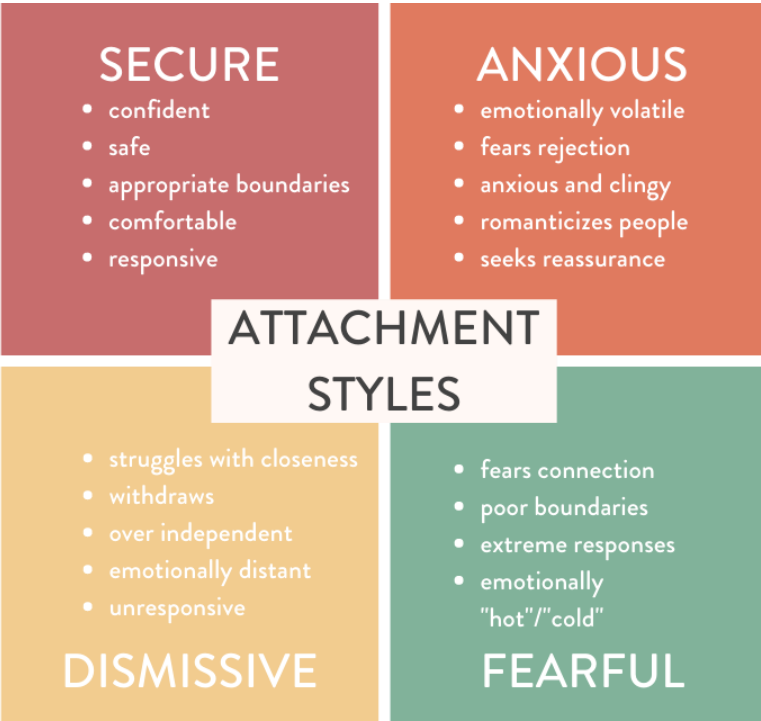 SECURE
• confident
• safe
• appropriate boundaries
• comfortable
• responsive
ANXIOUS
• emotionally volatile
• fears rejection
• anxious and clingy
• romanticizes people
• seeks reassurance
ATTACHMENT
STYLES
• struggles with closeness
• withdraws
• over independent
• emotionally distant
• unresponsive
DISMISSIVE
• fears connection
• poor boundaries
• extreme responses
• emotionally
"hot"/"cold"
FEARFUL